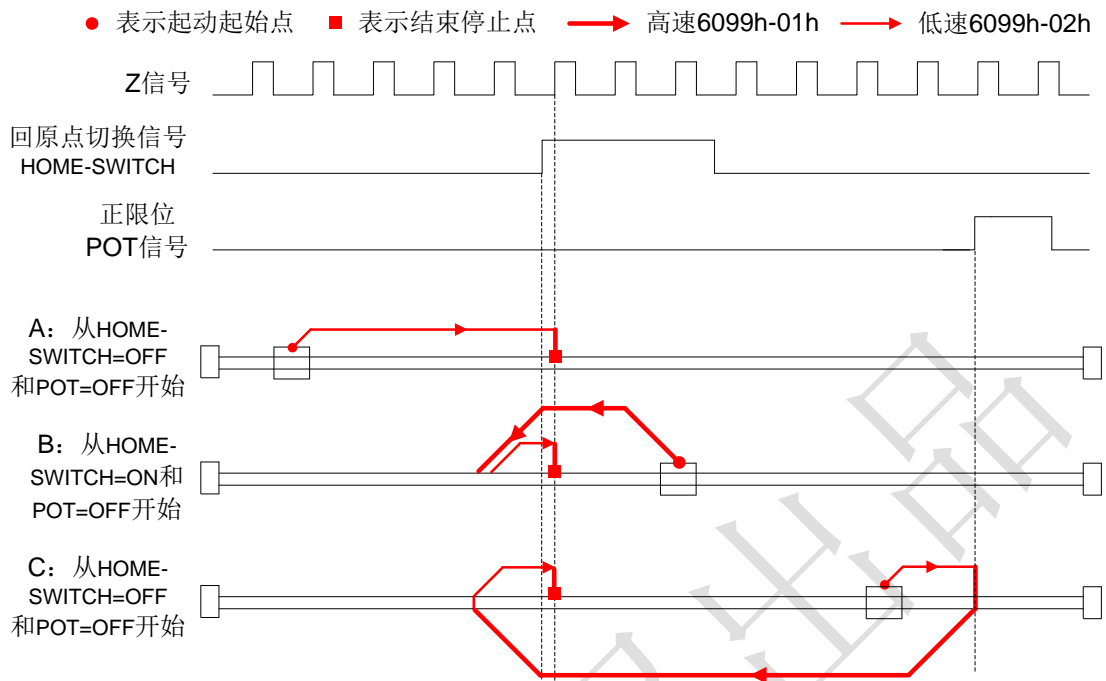 表示起动起始点 表示结束停止点 高速6099h-01h 低速6099h-02h
Z信号
回原点切换信号
HOME-SWITCH
正限位
POT信号
A：从HOME-
SWITCH=OFF
和POT=OFF开始
B：从HOME-
SWITCH=ON和
POT=OFF开始
C：从HOME-
SWITCH=OFF
和POT=OFF开始